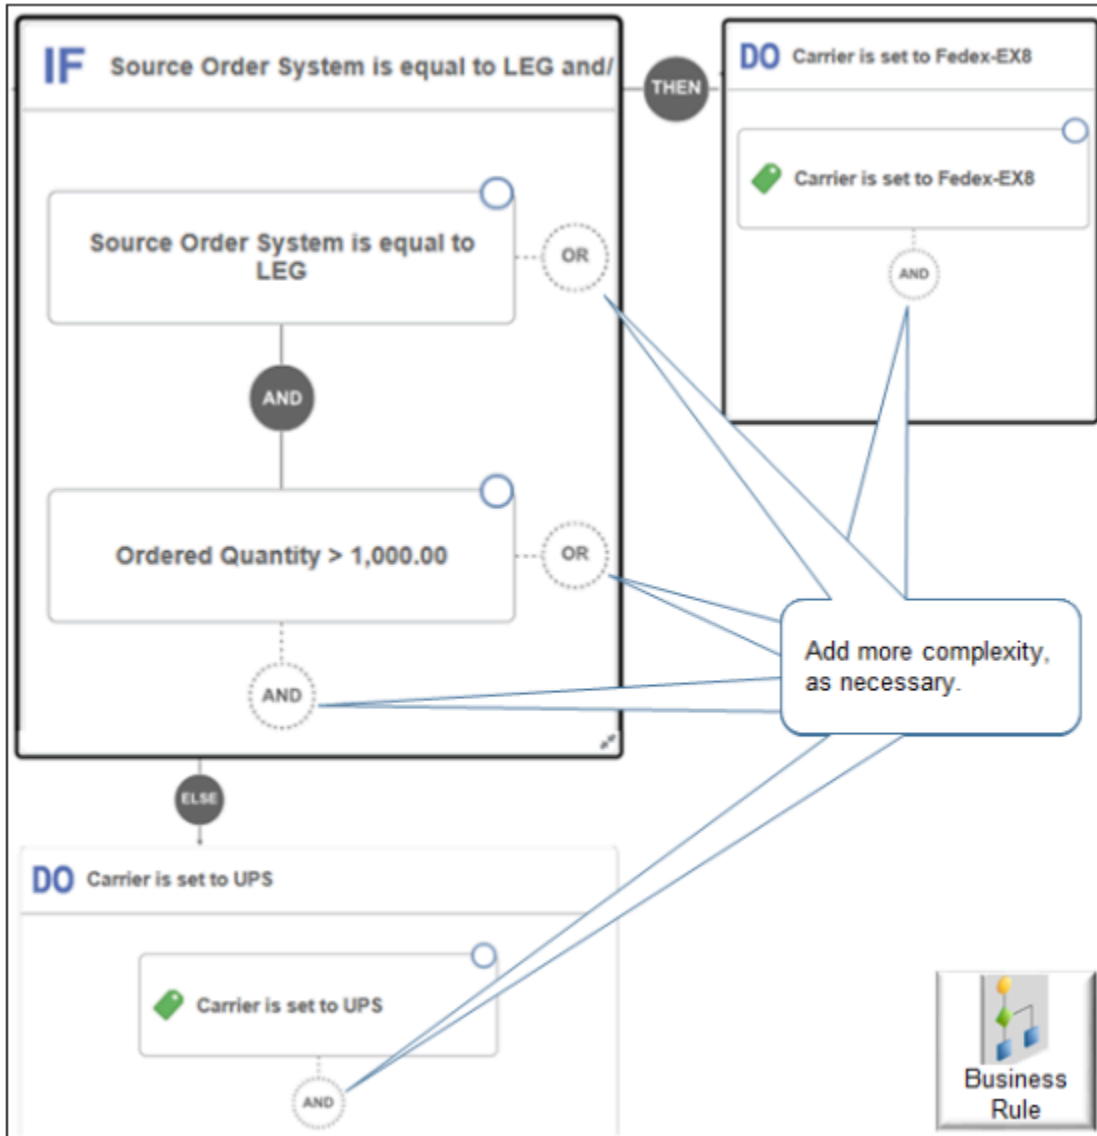 IF Source Order System is equal to LEG and/
THEN
DO Carrier is set to Fedex-EX8
Carrier is set to Fedex-EX8
AND
Source Order System is equal to
LEG
OR
AND
Ordered Quantity > 1,000.00
OR
AND
Add more complexity,
as necessary.
ELSE
DO Carrier is set to UPS
Carrier is set to UPS
AND
Business
Rule